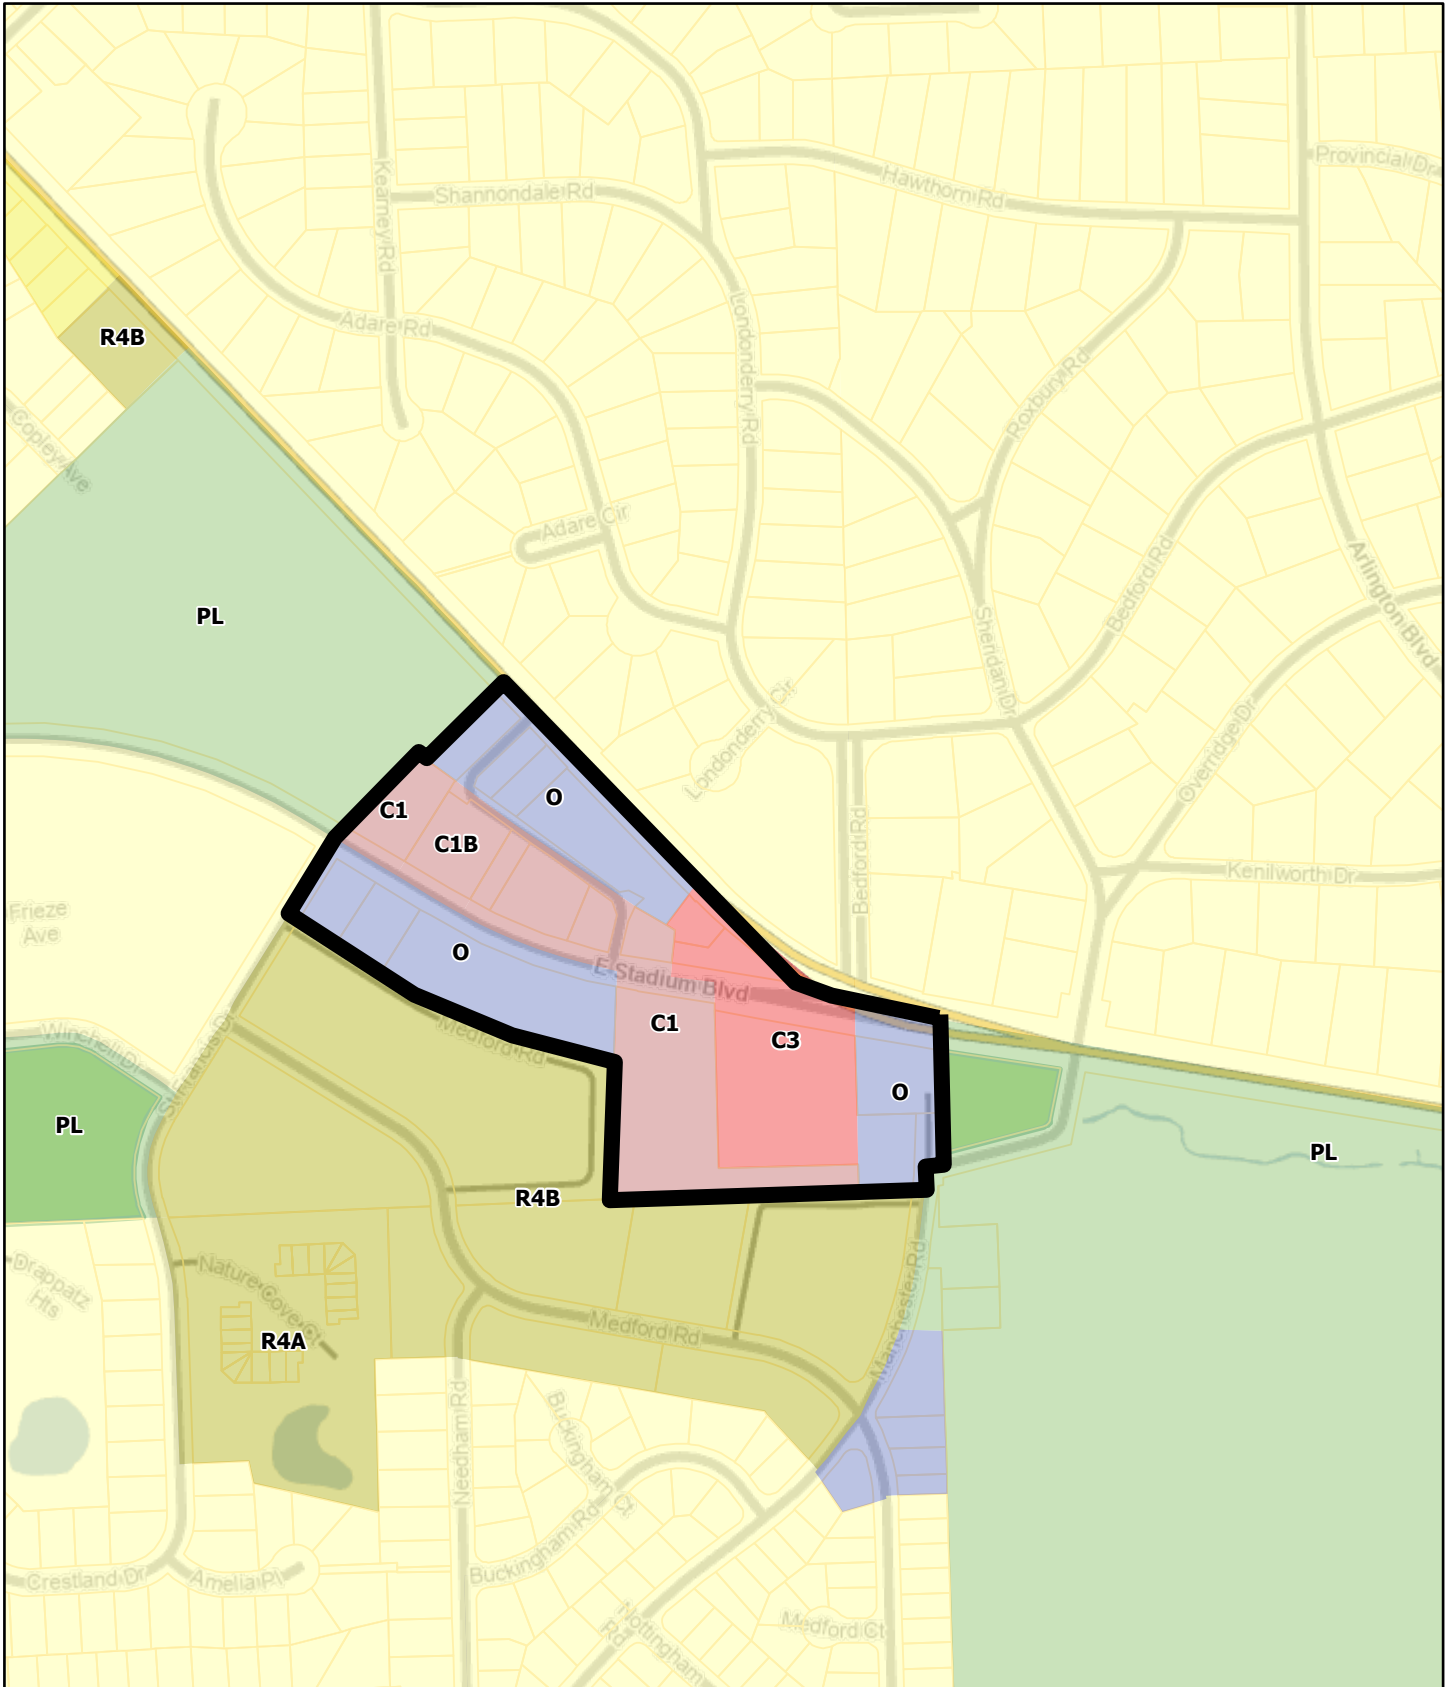 Provincial Dr
Kearney Rd
Shannondale Rd
Hawthorn Rd
Adare Rd
R4B
Londonderry Rd
Roxbury Rd
Copley Ave
Adare Cir
Bedford Rd
Arlington Blvd
PL
Sheridan Dr
Londonderry Cir
Overridge Dr
O
C1
C1B
Bedford Rd
Kenilworth Dr
Frieze
Ave
O
E Stadium Blvd
C1
C3
Winchell Dr
Medford Rd
St Francis Dr
O
PL
PL
R4B
Drappatz
Hts
Nature Cove Ct
R4A
Medford Rd
Manchester Rd
Needham Rd
Buckingham Ct
Buckingham Rd
Crestland Dr
Amelia Pl
Nottingham
Rd
Medford Ct